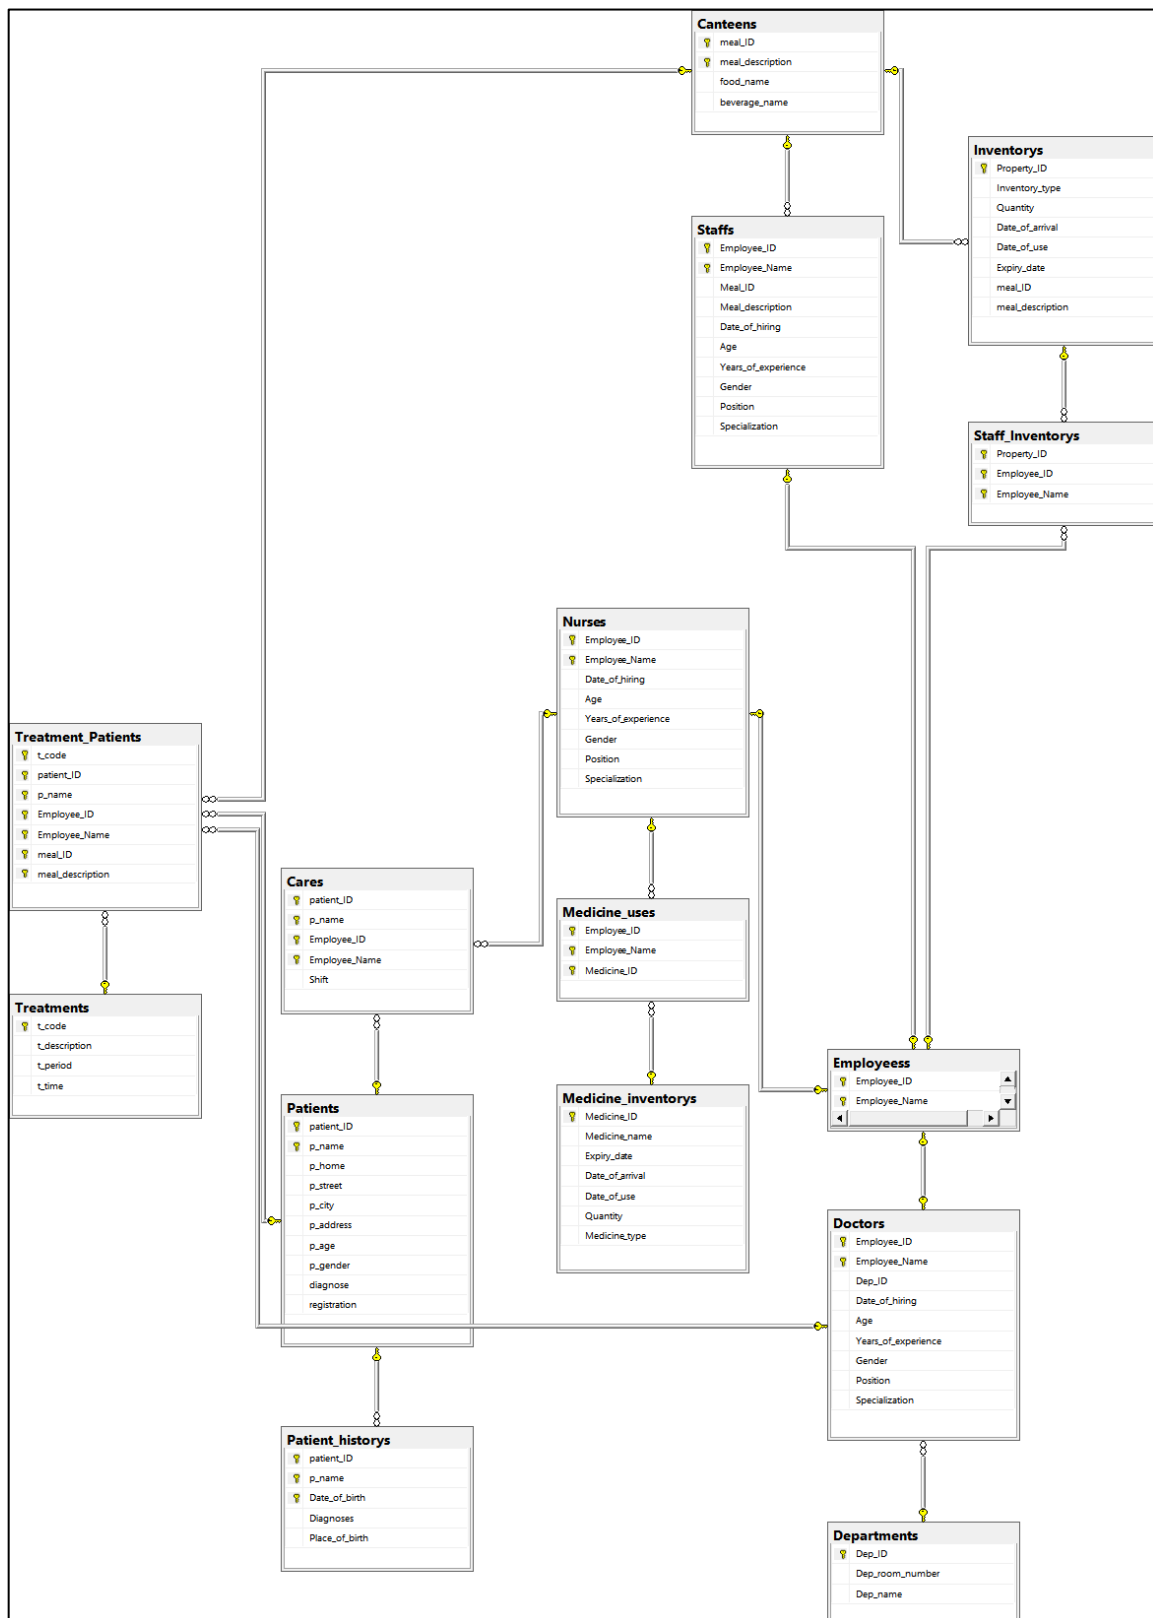 Canteens
meal_ID
meal_description
food_name
beverage_name
Inventorys
Property_ID
Inventory_type
Quantity
Date_of_arrival
Date_of_use
Expiry_date
meal_ID
meal_description
Staffs
Employee_ID
Employee_Name
Meal_ID
Meal_description
Date_of_hiring
Age
Years_of_experience
Gender
Position
Specialization
Staff_Inventorys
Property_ID
Employee_ID
Employee_Name
Nurses
Employee_ID
Employee_Name
Date_of_hiring
Age
Years_of_experience
Gender
Position
Specialization
Treatment_Patients
t_code
patient_ID
p_name
Employee_ID
Employee_Name
meal_ID
meal_description
Cares
patient_ID
p_name
Employee_ID
Employee_Name
Shift
Medicine_uses
Employee_ID
Employee_Name
Medicine_ID
Treatments
t_code
t_description
t_period
t_time
Employeess
Employee_ID
Employee_Name
Patients
patient_ID
p_name
p_home
p_street
p_city
p_address
p_age
p_gender
diagnose
registration
Medicine_inventorys
Medicine_ID
Medicine_name
Expiry_date
Date_of_arrival
Date_of_use
Quantity
Medicine_type
Doctors
Employee_ID
Employee_Name
Dep_ID
Date_of_hiring
Age
Years_of_experience
Gender
Position
Specialization
Patient_historys
patient_ID
p_name
Date_of_birth
Diagnoses
Place_of_birth
Departments
Dep_ID
Dep_room_number
Dep_name